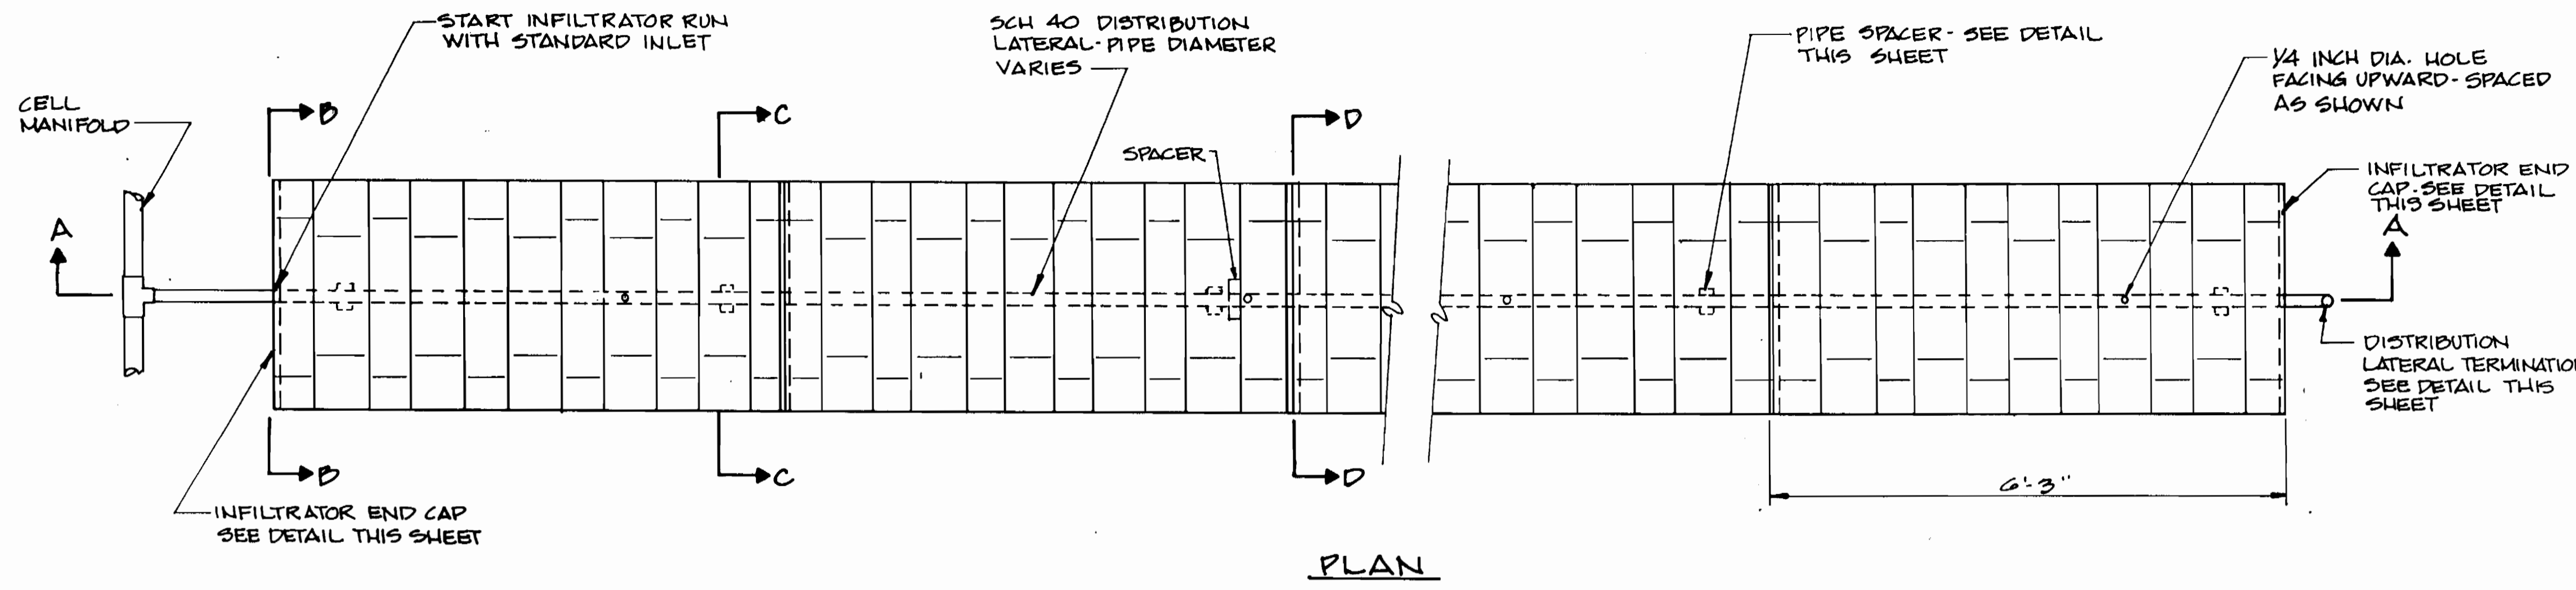 START INFILTRATOR RUN
WITH STANDARD INLET
SCH 40 DISTRIBUTION
LATERAL-PIPE DIAMETER
VARIES
PIPE SPACER- SEE DETAIL
THIS SHEET
1/4 INCH DIA. HOLE
FACING UPWARD- SPACED
AS SHOWN
CELL
MANIFOLD
B
C
D
SPACER
INFILTRATOR END
CAP-SEE DETAIL
THIS SHEET
A
A
DISTRIBUTION
LATERAL TERMINATION
SEE DETAIL THIS
SHEET
B
C
D
6'-3"
INFILTRATOR END CAP
SEE DETAIL THIS SHEET
PLAN